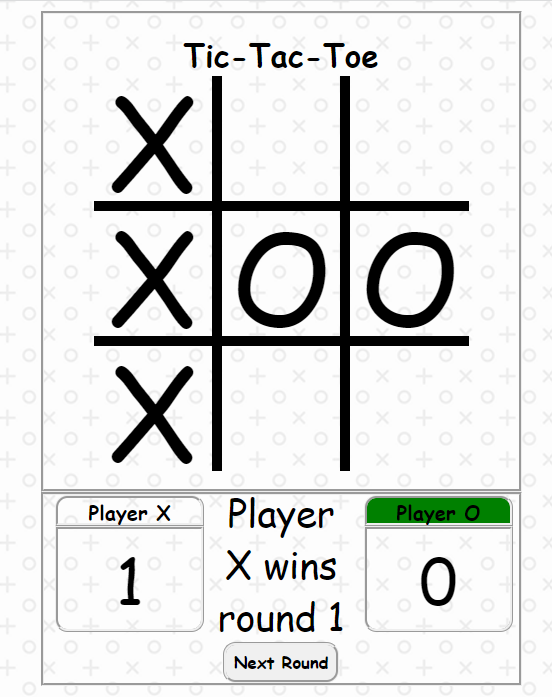 Tic-Tac-Toe
X
X O O
X
Player X
1
Player
X wins
round 1
Next Round
Player O
0